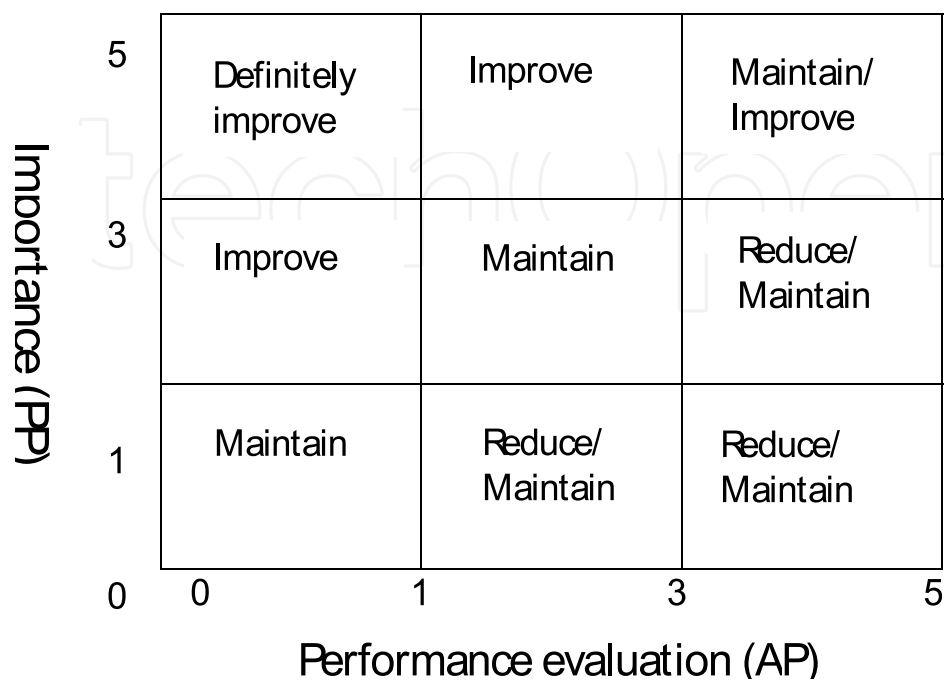 5
Definitely
improve
Improve
Maintain/
Improve
3
Improve
Maintain
Reduce/
Maintain
1
Maintain
Reduce/
Maintain
Reduce/
Maintain
0
0
1
3
5
Importance (PP)
Performance evaluation (AP)